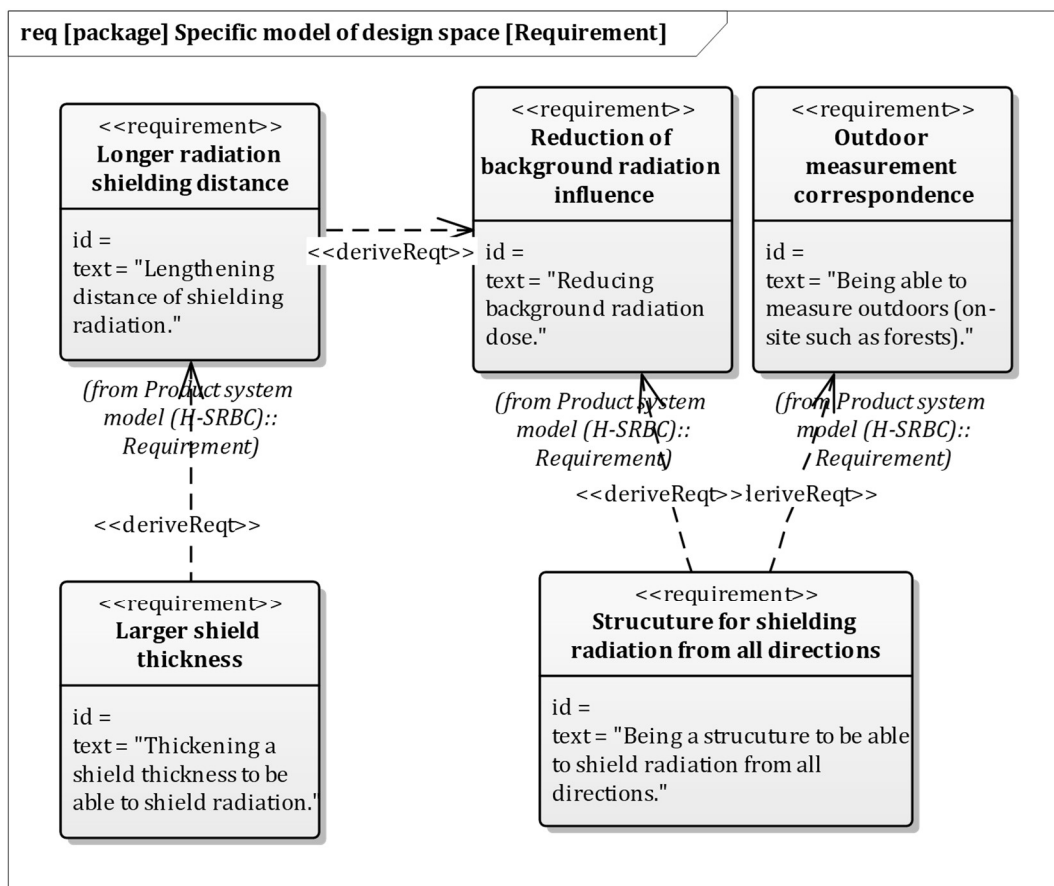 req [package] Specific model of design space [Requirement]
<<requirement>>
Longer radiation
shielding distance
id =
text = "Lengthening
distance of shielding
radiation."
(from Product system
model (H-SRBC)::
Requirement)
<<deriveReqt>>
<<requirement>>
Reduction of
background radiation
influence
id =
text = "Reducing
background radiation
dose."
(from Product system
model (H-SRBC)::
Requirement)
<<requirement>>
Outdoor
measurement
correspondence
id =
text = "Being able to
measure outdoors (on-
site such as forests)."
(from Product system
model (H-SRBC)::
Requirement)
<<deriveReqt>>
<<deriveReqt>>
leriveReqt>>
<<requirement>>
Larger shield
thickness
id =
text = "Thickening a
shield thickness to be
able to shield radiation."
<<requirement>>
Strucuture for shielding
radiation from all directions
id =
text = "Being a strucuture to be able
to shield radiation from all
directions."